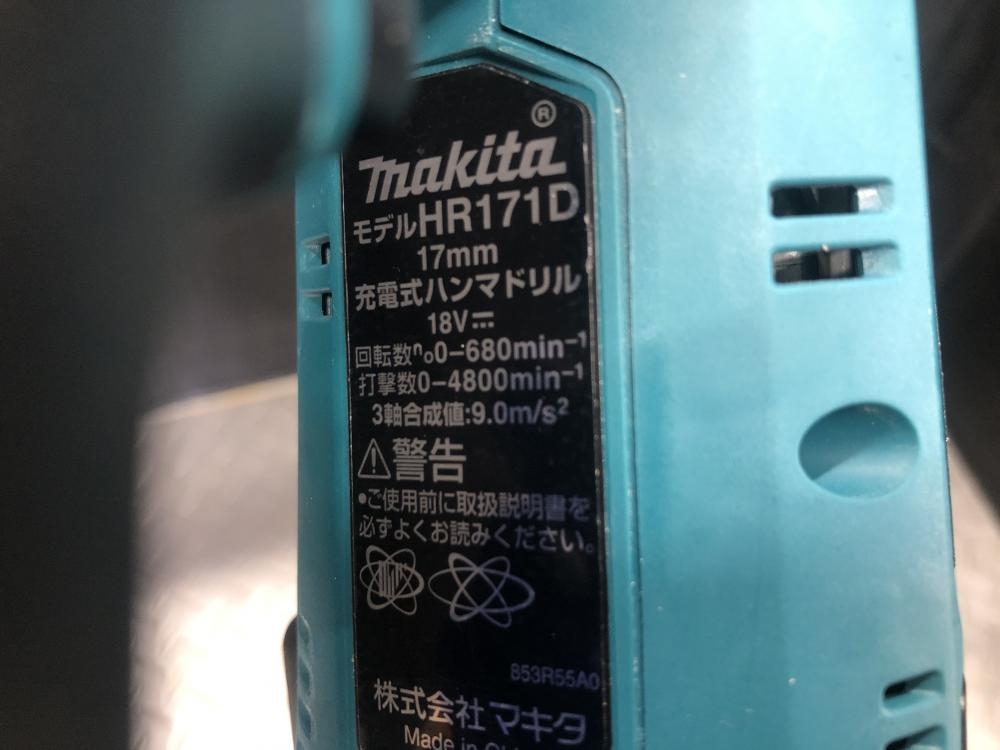 makita®
モデルHR171D
17mm
充電式ハンマドリル
18V⎓
回転数n₀0-680min⁻¹
打撃数0-4800min⁻¹
3軸合成値:9.0m/s²
⚠警告
•ご使用前に取扱説明書を
必ずよくお読みください。
853R55A0
株式会社マキタ
Made in